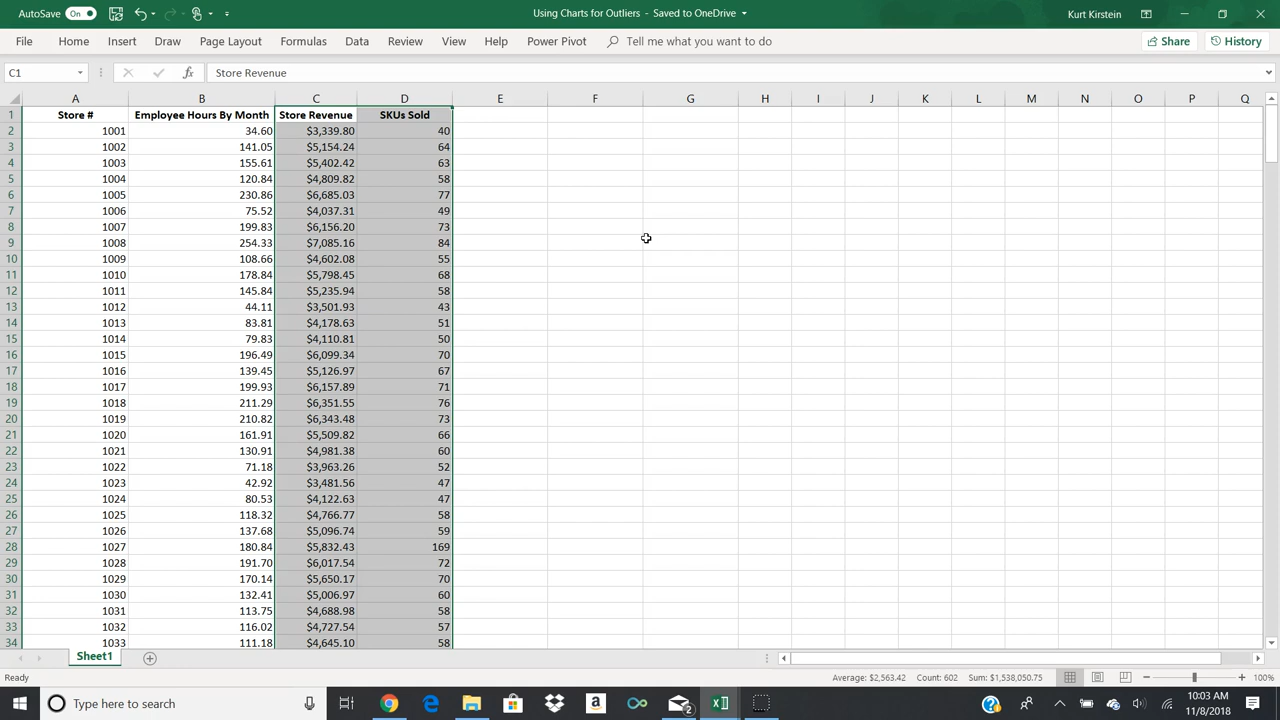 AutoSave On Using Charts for Outliers - Saved to OneDrive Kurt Kirstein
File Home Insert Draw Page Layout Formulas Data Review View Help Power Pivot Tell me what you want to do Share History
C1 fx Store Revenue
A B C D E F G H I J K L M N O P Q
1 Store # Employee Hours By Month Store Revenue SKUs Sold
2 1001 34.60 $3,339.80 40
3 1002 141.05 $5,154.24 64
4 1003 155.61 $5,402.42 63
5 1004 120.84 $4,809.82 58
6 1005 230.86 $6,685.03 77
7 1006 75.52 $4,037.31 49
8 1007 199.83 $6,156.20 73
9 1008 254.33 $7,085.16 84
10 1009 108.66 $4,602.08 55
11 1010 178.84 $5,798.45 68
12 1011 145.84 $5,235.94 58
13 1012 44.11 $3,501.93 43
14 1013 83.81 $4,178.63 51
15 1014 79.83 $4,110.81 50
16 1015 196.49 $6,099.34 70
17 1016 139.45 $5,126.97 67
18 1017 199.93 $6,157.89 71
19 1018 211.29 $6,351.55 76
20 1019 210.82 $6,343.48 73
21 1020 161.91 $5,509.82 66
22 1021 130.91 $4,981.38 60
23 1022 71.18 $3,963.26 52
24 1023 42.92 $3,481.56 47
25 1024 80.53 $4,122.63 47
26 1025 118.32 $4,766.77 58
27 1026 137.68 $5,096.74 59
28 1027 180.84 $5,832.43 169
29 1028 191.70 $6,017.54 72
30 1029 170.14 $5,650.17 70
31 1030 132.41 $5,006.97 60
32 1031 113.75 $4,688.98 58
33 1032 116.02 $4,727.54 57
34 1033 111.18 $4,645.10 58
Sheet1
Ready Average: $2,563.42 Count: 602 Sum: $1,538,050.75 100%
Type here to search a 2 10:03 AM
11/8/2018